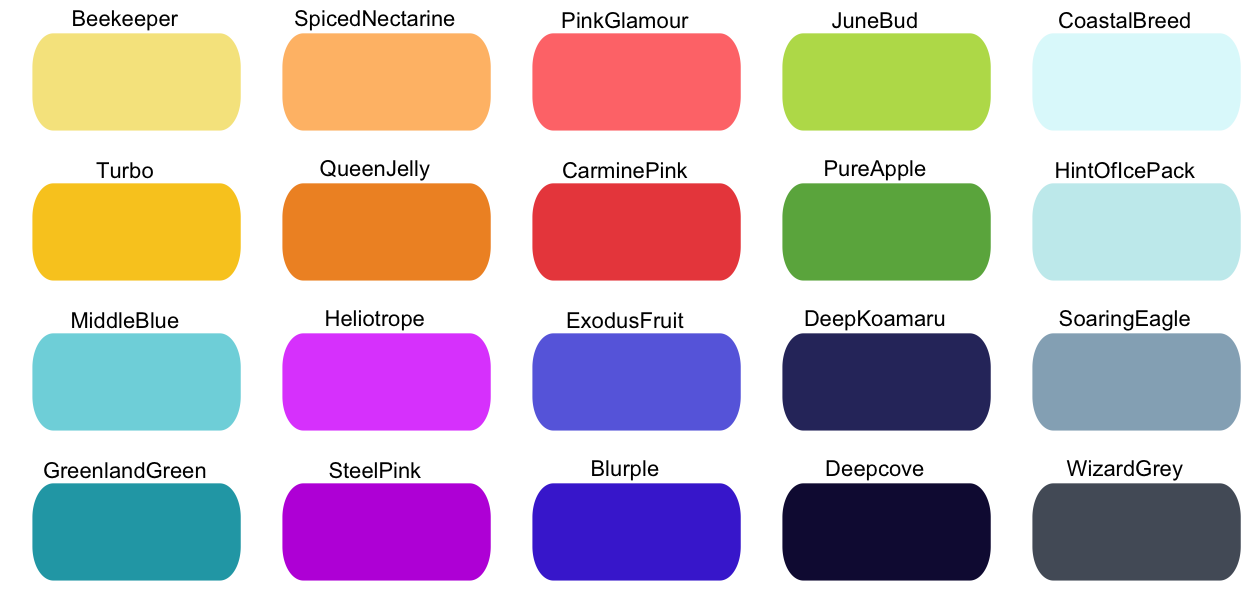 Beekeeper
SpicedNectarine
PinkGlamour
JuneBud
CoastalBreed
Turbo
QueenJelly
CarminePink
PureApple
HintOfIcePack
MiddleBlue
Heliotrope
ExodusFruit
DeepKoamaru
SoaringEagle
GreenlandGreen
SteelPink
Blurple
Deepcove
WizardGrey